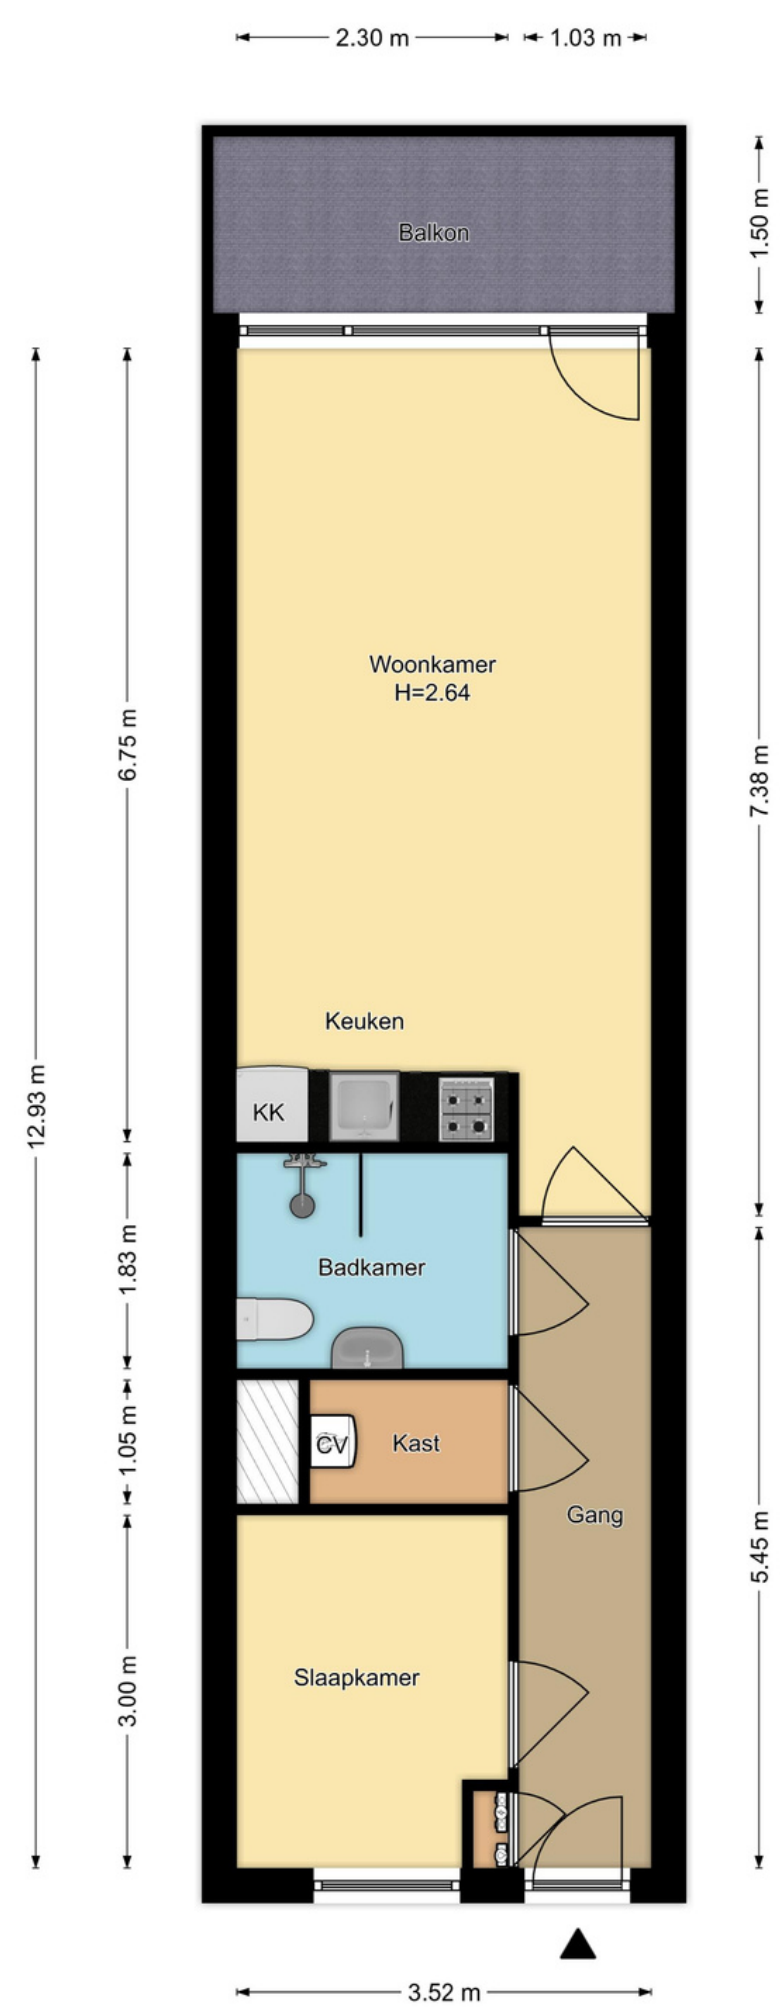 2.30 m
1.03 m
Balkon
1.50 m
Woonkamer
H=2.64
6.75 m
7.38 m
Keuken
KK
12.93 m
Badkamer
1.83 m
CV
Kast
1.05 m
Gang
5.45 m
Slaapkamer
3.00 m
3.52 m